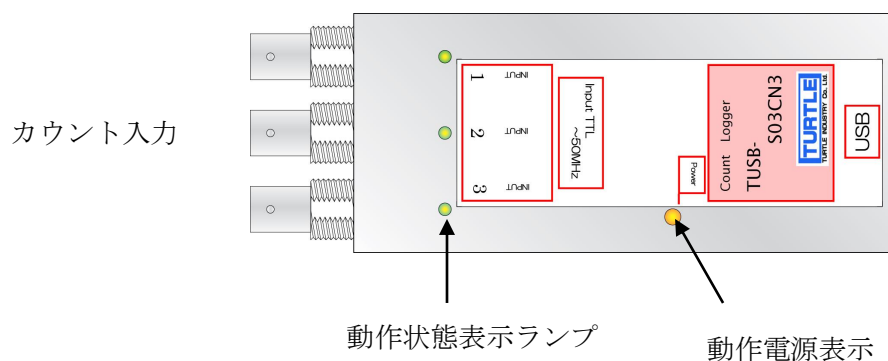 カウント入力
1 INPUT
2 INPUT
3 INPUT
Input TTL
~50MHz
Power
Count Logger
TUSB-
S03CN3
TURTLE
TURTLE INDUSTRY Co., Ltd.
USB
動作状態表示ランプ
動作電源表示